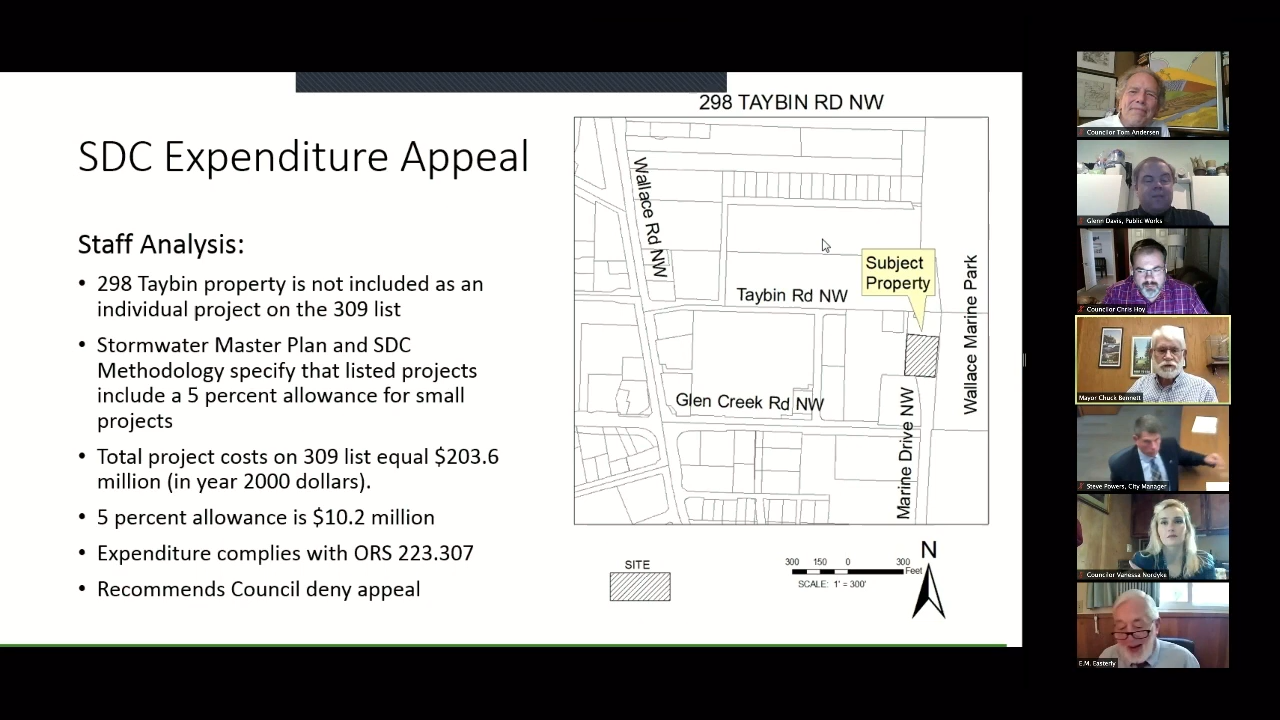 SDC Expenditure Appeal
Staff Analysis:
• 298 Taybin property is not included as an
individual project on the 309 list
• Stormwater Master Plan and SDC
Methodology specify that listed projects
include a 5 percent allowance for small
projects
• Total project costs on 309 list equal $203.6
million (in year 2000 dollars).
• 5 percent allowance is $10.2 million
• Expenditure complies with ORS 223.307
• Recommends Council deny appeal
298 TAYBIN RD NW
Wallace Rd NW
Subject
Property
Taybin Rd NW
Wallace Marine Park
Glen Creek Rd NW
Marine Drive NW
SITE
300 150 0 300
Feet
SCALE: 1' = 300'
N
Councilor Tom Andersen
Glenn Davis, Public Works
Councilor Chris Hoy
Mayor Chuck Bennett
Steve Powers, City Manager
Councilor Vanessa Nordyke
E.M. Easterly